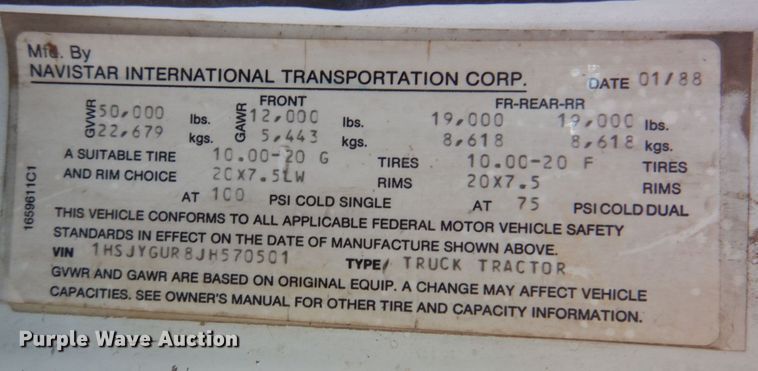 Mfd. By
NAVISTAR INTERNATIONAL TRANSPORTATION CORP. DATE 01/88
FRONT FR-REAR-RR
GVWR 50,000 lbs. GAWR 12,000 lbs. 19,000 19,000 lbs.
22,679 kgs. 5,443 kgs. 8,618 8,618 kgs.
A SUITABLE TIRE 10.00-20 G TIRES 10.00-20 F TIRES
AND RIM CHOICE 20X7.5LW RIMS 20X7.5 RIMS
AT 100 PSI COLD SINGLE AT 75 PSI COLD DUAL
THIS VEHICLE CONFORMS TO ALL APPLICABLE FEDERAL MOTOR VEHICLE SAFETY
STANDARDS IN EFFECT ON THE DATE OF MANUFACTURE SHOWN ABOVE.
VIN 1HSJYGUR8JH570501 TYPE/ TRUCK TRACTOR
GVWR AND GAWR ARE BASED ON ORIGINAL EQUIP. A CHANGE MAY AFFECT VEHICLE
CAPACITIES. SEE OWNER'S MANUAL FOR OTHER TIRE AND CAPACITY INFORMATION.
1659611C1
Purple Wave Auction